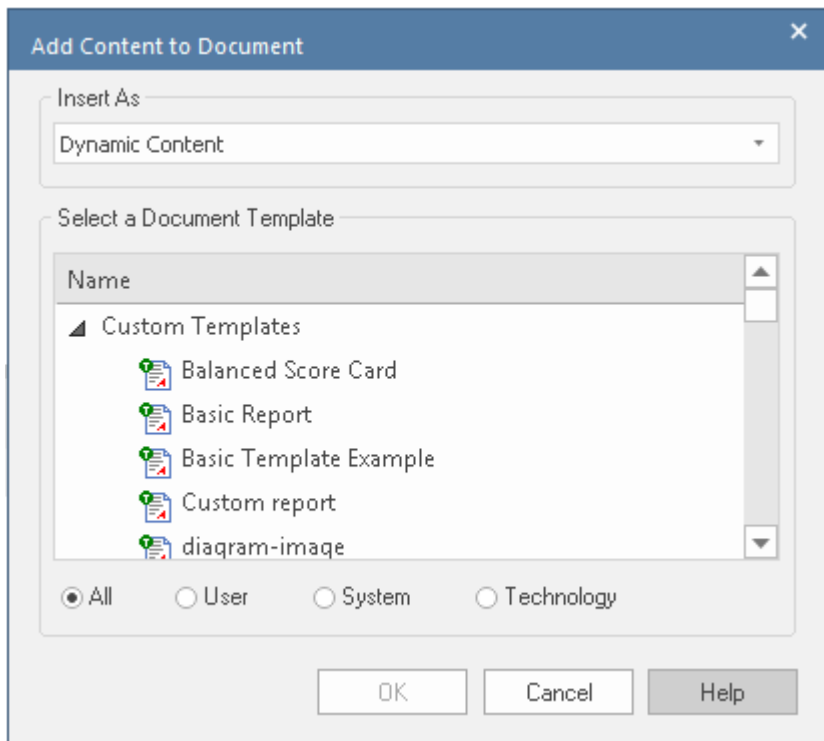 Add Content to Document
Insert As
Dynamic Content
Select a Document Template
Name
Custom Templates
Balanced Score Card
Basic Report
Basic Template Example
Custom report
diagram-image
All User System Technology
OK Cancel Help